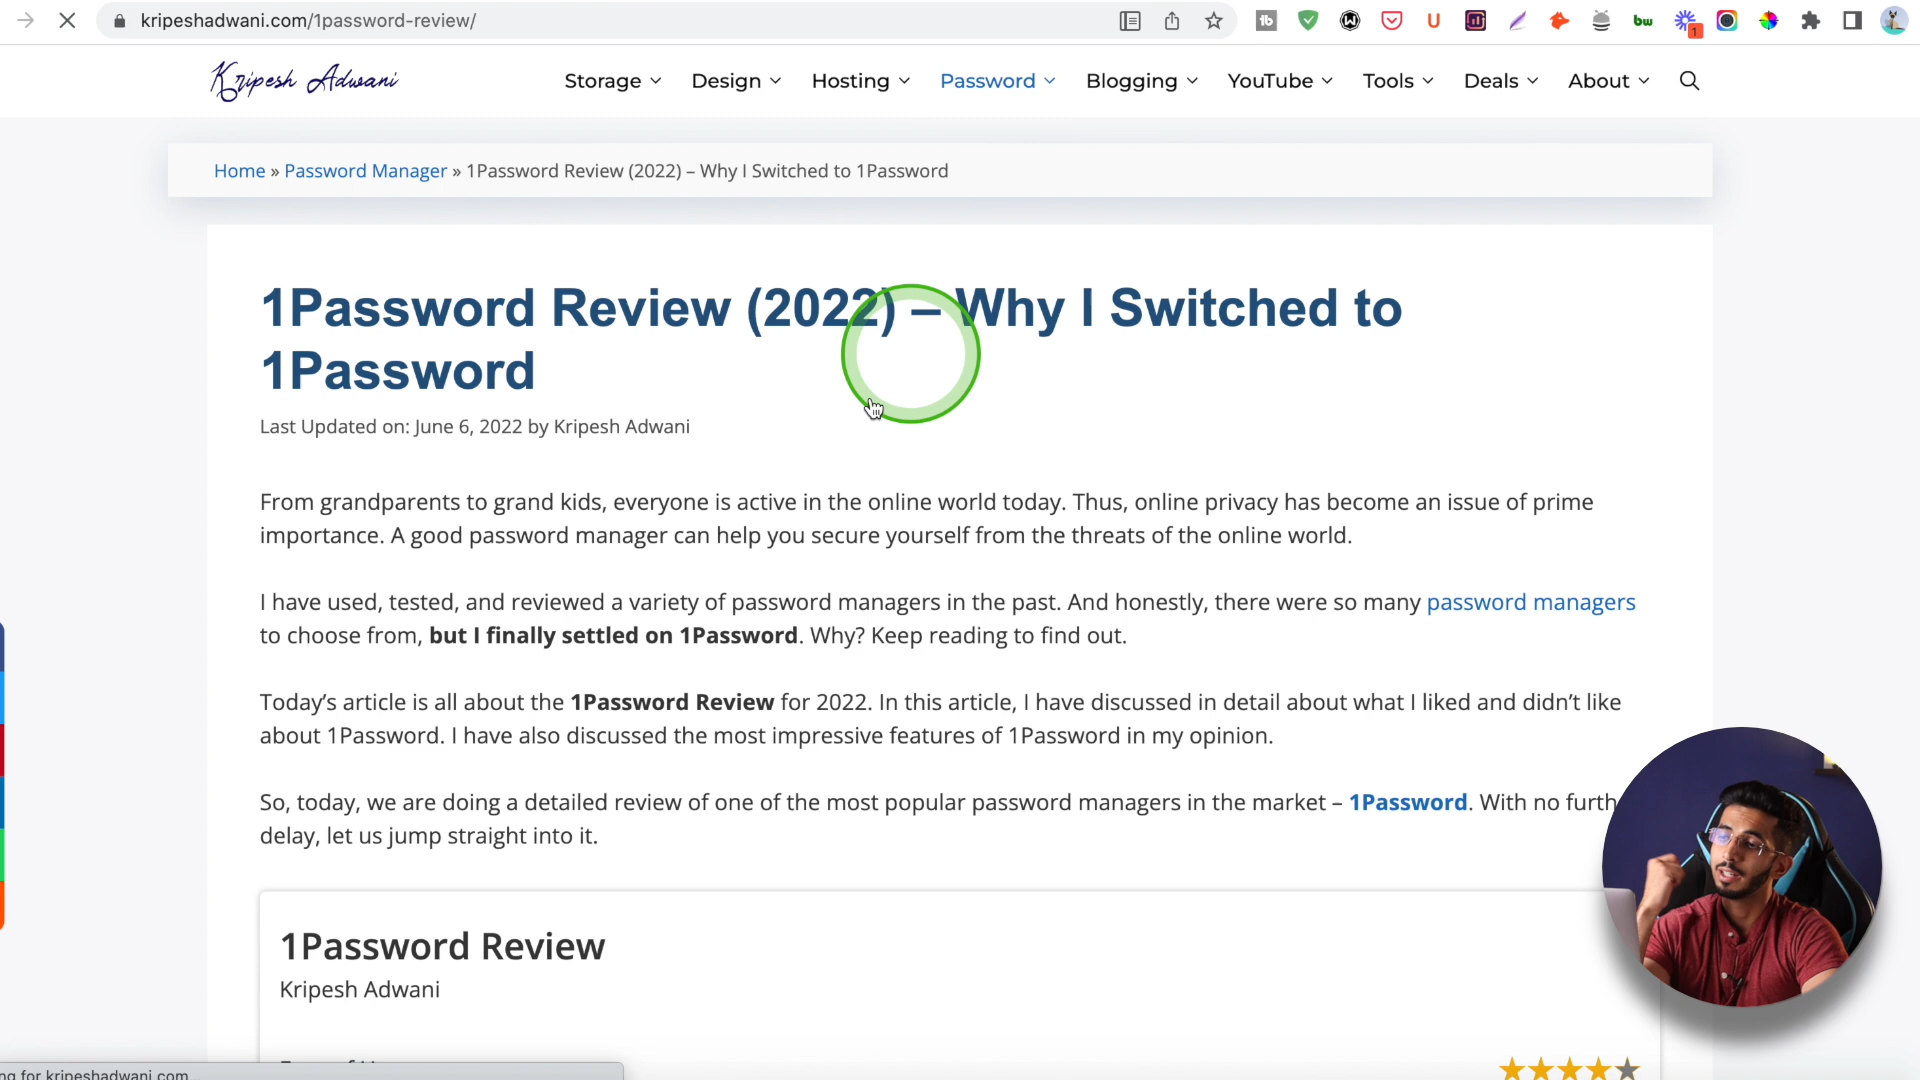 kripeshadwani.com/1password-review/
Kripesh Adwani
Storage Design Hosting Password Blogging YouTube Tools Deals About
Home » Password Manager » 1Password Review (2022) – Why I Switched to 1Password
1Password Review (2022) – Why I Switched to
1Password
Last Updated on: June 6, 2022 by Kripesh Adwani
From grandparents to grand kids, everyone is active in the online world today. Thus, online privacy has become an issue of prime
importance. A good password manager can help you secure yourself from the threats of the online world.
I have used, tested, and reviewed a variety of password managers in the past. And honestly, there were so many password managers
to choose from, but I finally settled on 1Password. Why? Keep reading to find out.
Today’s article is all about the 1Password Review for 2022. In this article, I have discussed in detail about what I liked and didn’t like
about 1Password. I have also discussed the most impressive features of 1Password in my opinion.
So, today, we are doing a detailed review of one of the most popular password managers in the market – 1Password. With no furth
delay, let us jump straight into it.
1Password Review
Kripesh Adwani
ng for kripeshadwani.com...